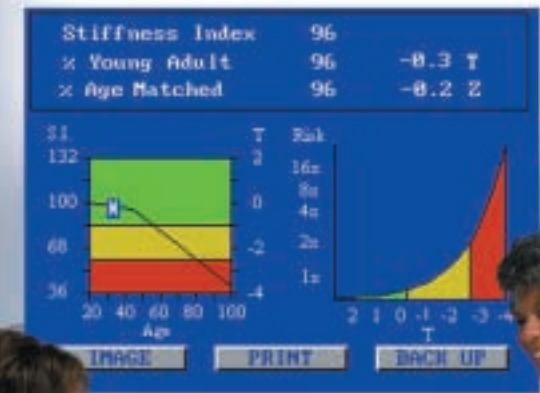 Stiffness Index 96
% Young Adult 96 -0.3 T
% Age Matched 96 -0.2 Z
S.I. T Risk
132 2
100 0
68 -2
36 -4
20 40 60 80 100
Age
16x
8x
4x
2x
1x
2 1 0 -1 -2 -3 -4
T
IMAGE PRINT BACK UP